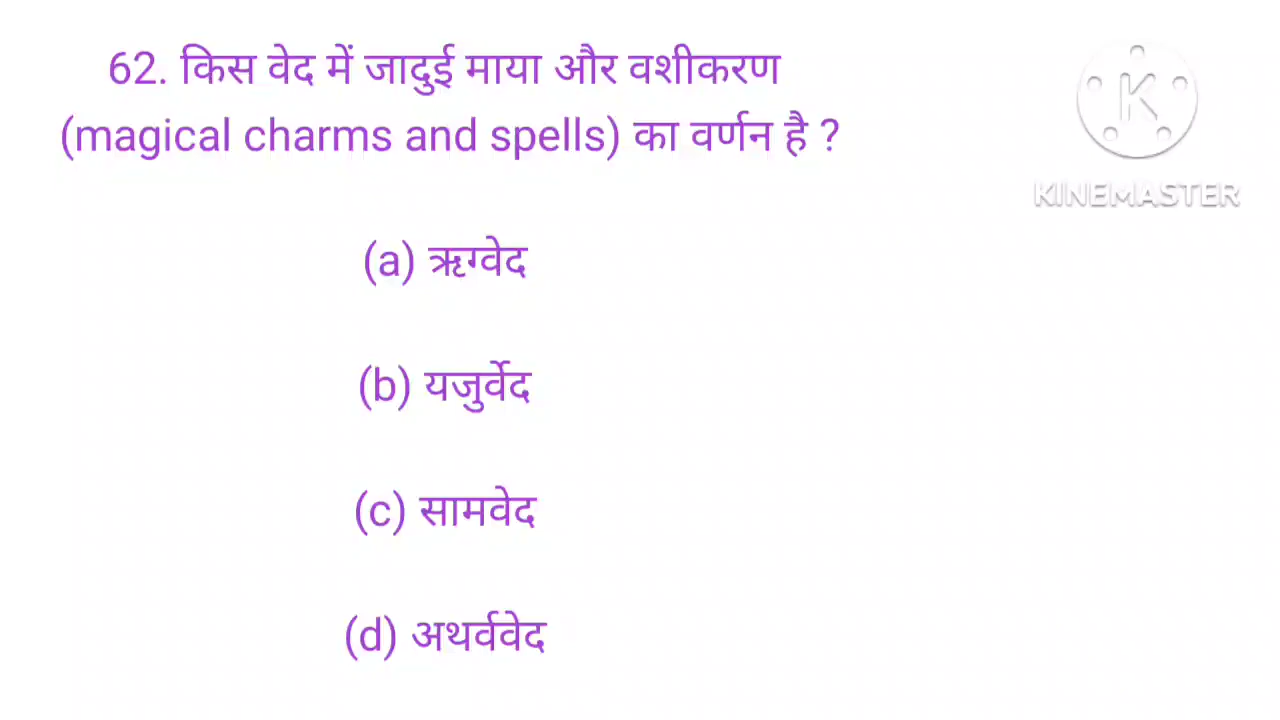 62. किस वेद में जादुई माया और वशीकरण
(magical charms and spells) का वर्णन है ?
K
KINEMASTER
(a) ऋग्वेद
(b) यजुर्वेद
(c) सामवेद
(d) अथर्ववेद